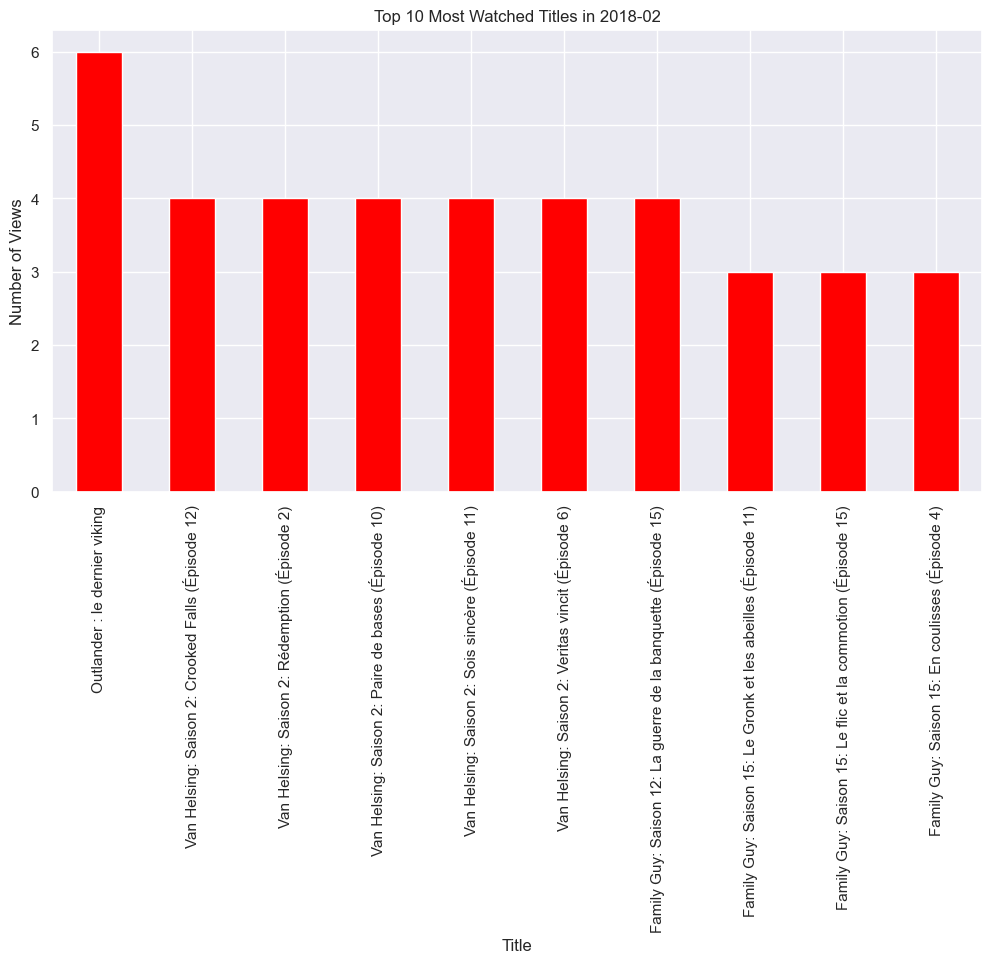 Top 10 Most Watched Titles in 2018-02
Number of Views
6
5
4
3
2
1
0
Outlander : le dernier viking
Van Helsing: Saison 2: Crooked Falls (Épisode 12)
Van Helsing: Saison 2: Rédemption (Épisode 2)
Van Helsing: Saison 2: Paire de bases (Épisode 10)
Van Helsing: Saison 2: Sois sincère (Épisode 11)
Van Helsing: Saison 2: Veritas vincit (Épisode 6)
Family Guy: Saison 12: La guerre de la banquette (Épisode 15)
Family Guy: Saison 15: Le Gronk et les abeilles (Épisode 11)
Family Guy: Saison 15: Le flic et la commotion (Épisode 15)
Family Guy: Saison 15: En coulisses (Épisode 4)
Title